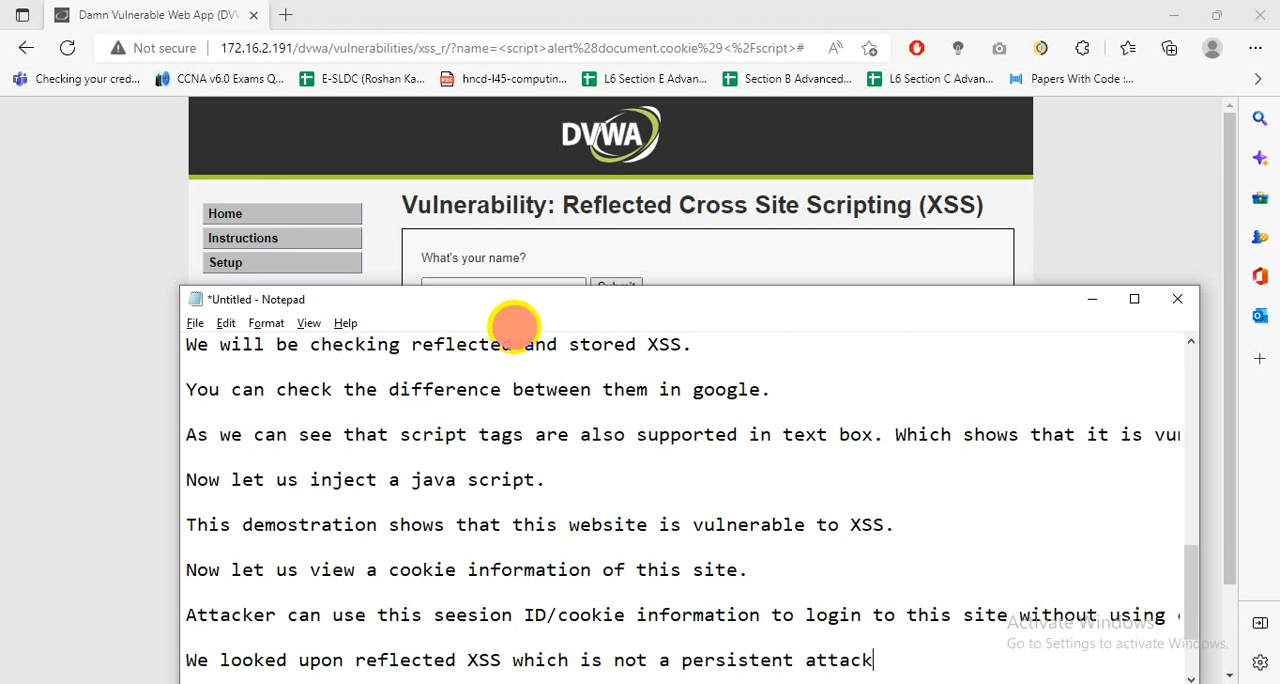 Damn Vulnerable Web App (DV
Not secure
172.16.2.191/dvwa/vulnerabilities/xss_r/?name=<script>alert%28document.cookie%29<%2Fscript>#
Checking your cred...
CCNA v6.0 Exams Q...
E-SLDC (Roshan Ka...
hncd-l45-computin...
L6 Section E Advan...
Section B Advanced...
L6 Section C Advan...
Papers With Code :...
DVWA
Vulnerability: Reflected Cross Site Scripting (XSS)
Home
Instructions
Setup
What's your name?
Submit
*Untitled - Notepad
File Edit Format View Help
We will be checking reflected and stored XSS.
You can check the difference between them in google.
As we can see that script tags are also supported in text box. Which shows that it is vu
Now let us inject a java script.
This demostration shows that this website is vulnerable to XSS.
Now let us view a cookie information of this site.
Attacker can use this seesion ID/cookie information to login to this site without using
We looked upon reflected XSS which is not a persistent attack
Activate Windows
Go to Settings to activate Windows.